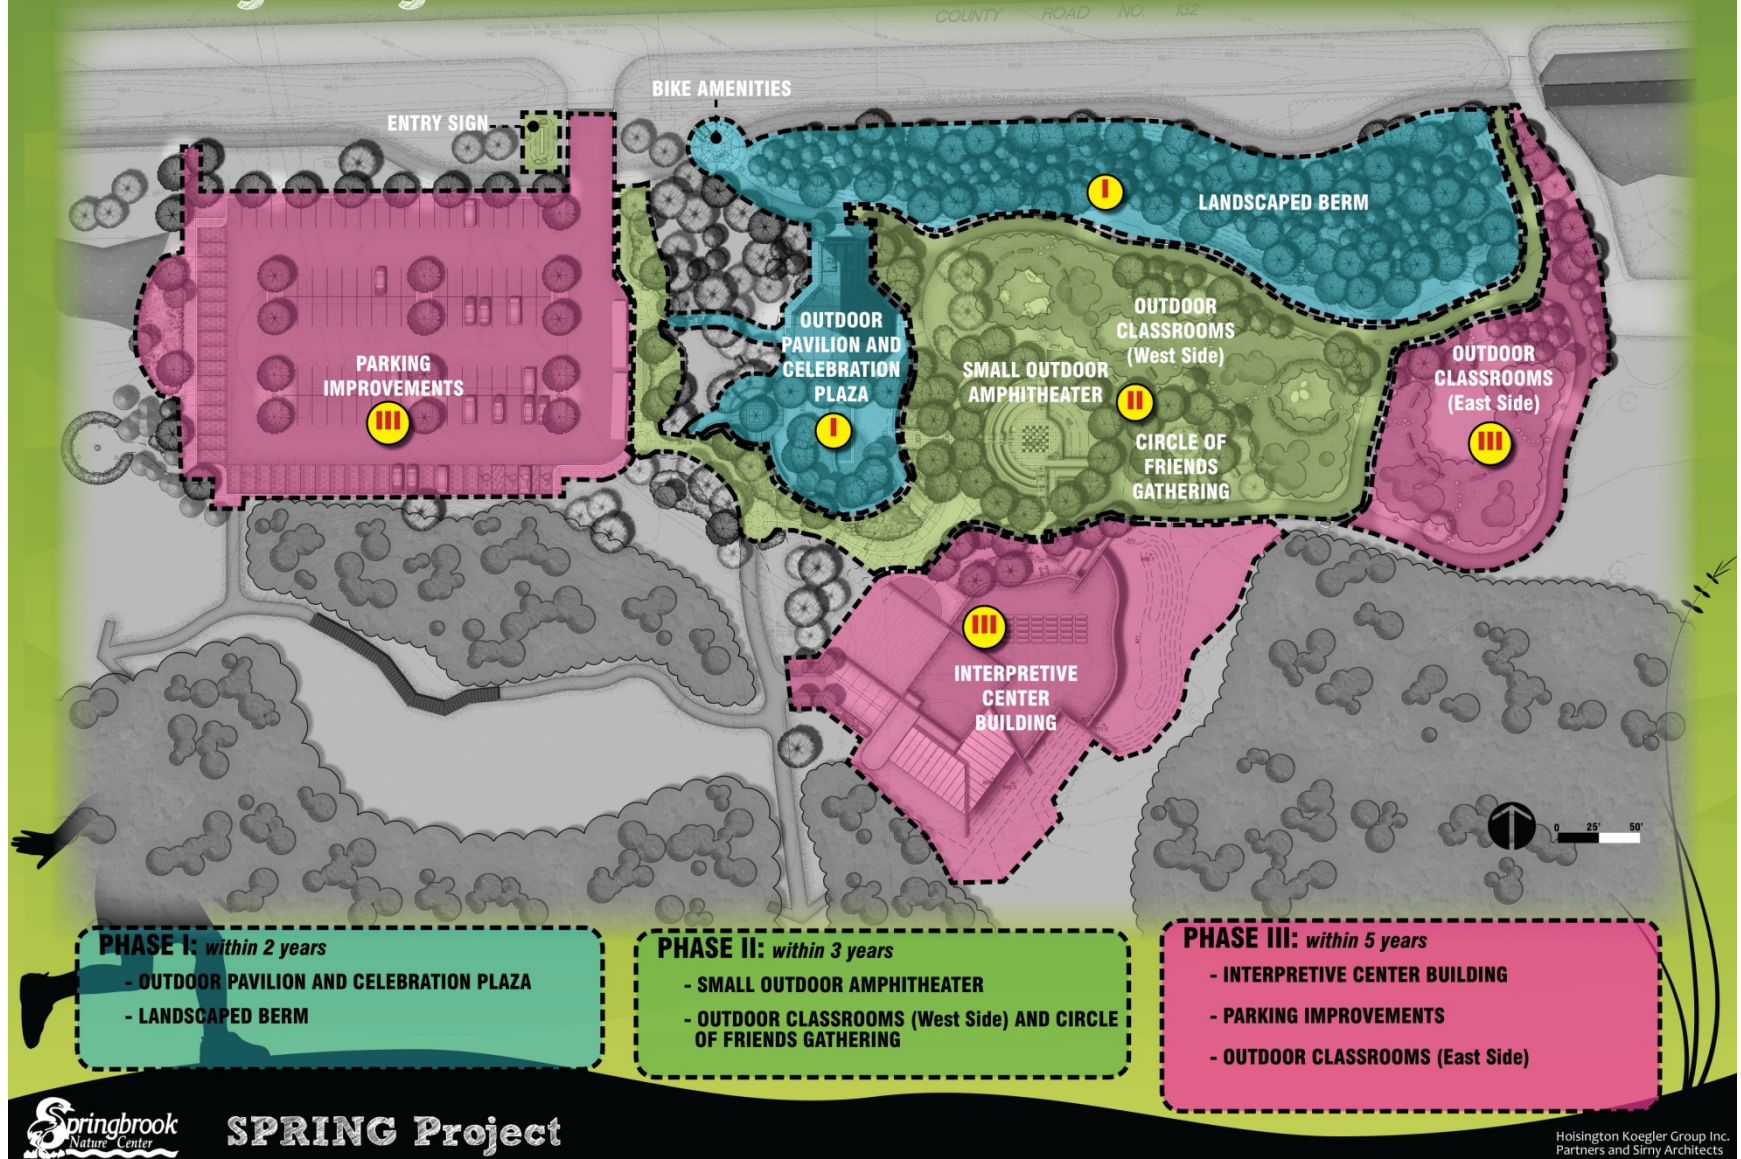 COUNTY ROAD NO. 132
BIKE AMENITIES
ENTRY SIGN
I
LANDSCAPED BERM
OUTDOOR
PAVILION AND
CELEBRATION
PLAZA
I
OUTDOOR
CLASSROOMS
(West Side)
SMALL OUTDOOR
AMPHITHEATER
II
CIRCLE OF
FRIENDS
GATHERING
OUTDOOR
CLASSROOMS
(East Side)
III
PARKING
IMPROVEMENTS
III
III
INTERPRETIVE
CENTER
BUILDING
0 25' 50'
PHASE I: within 2 years
- OUTDOOR PAVILION AND CELEBRATION PLAZA
- LANDSCAPED BERM
PHASE II: within 3 years
- SMALL OUTDOOR AMPHITHEATER
- OUTDOOR CLASSROOMS (West Side) AND CIRCLE
OF FRIENDS GATHERING
PHASE III: within 5 years
- INTERPRETIVE CENTER BUILDING
- PARKING IMPROVEMENTS
- OUTDOOR CLASSROOMS (East Side)
Springbrook
Nature Center
SPRING Project
Hoisington Koegler Group Inc.
Partners and Sirny Architects